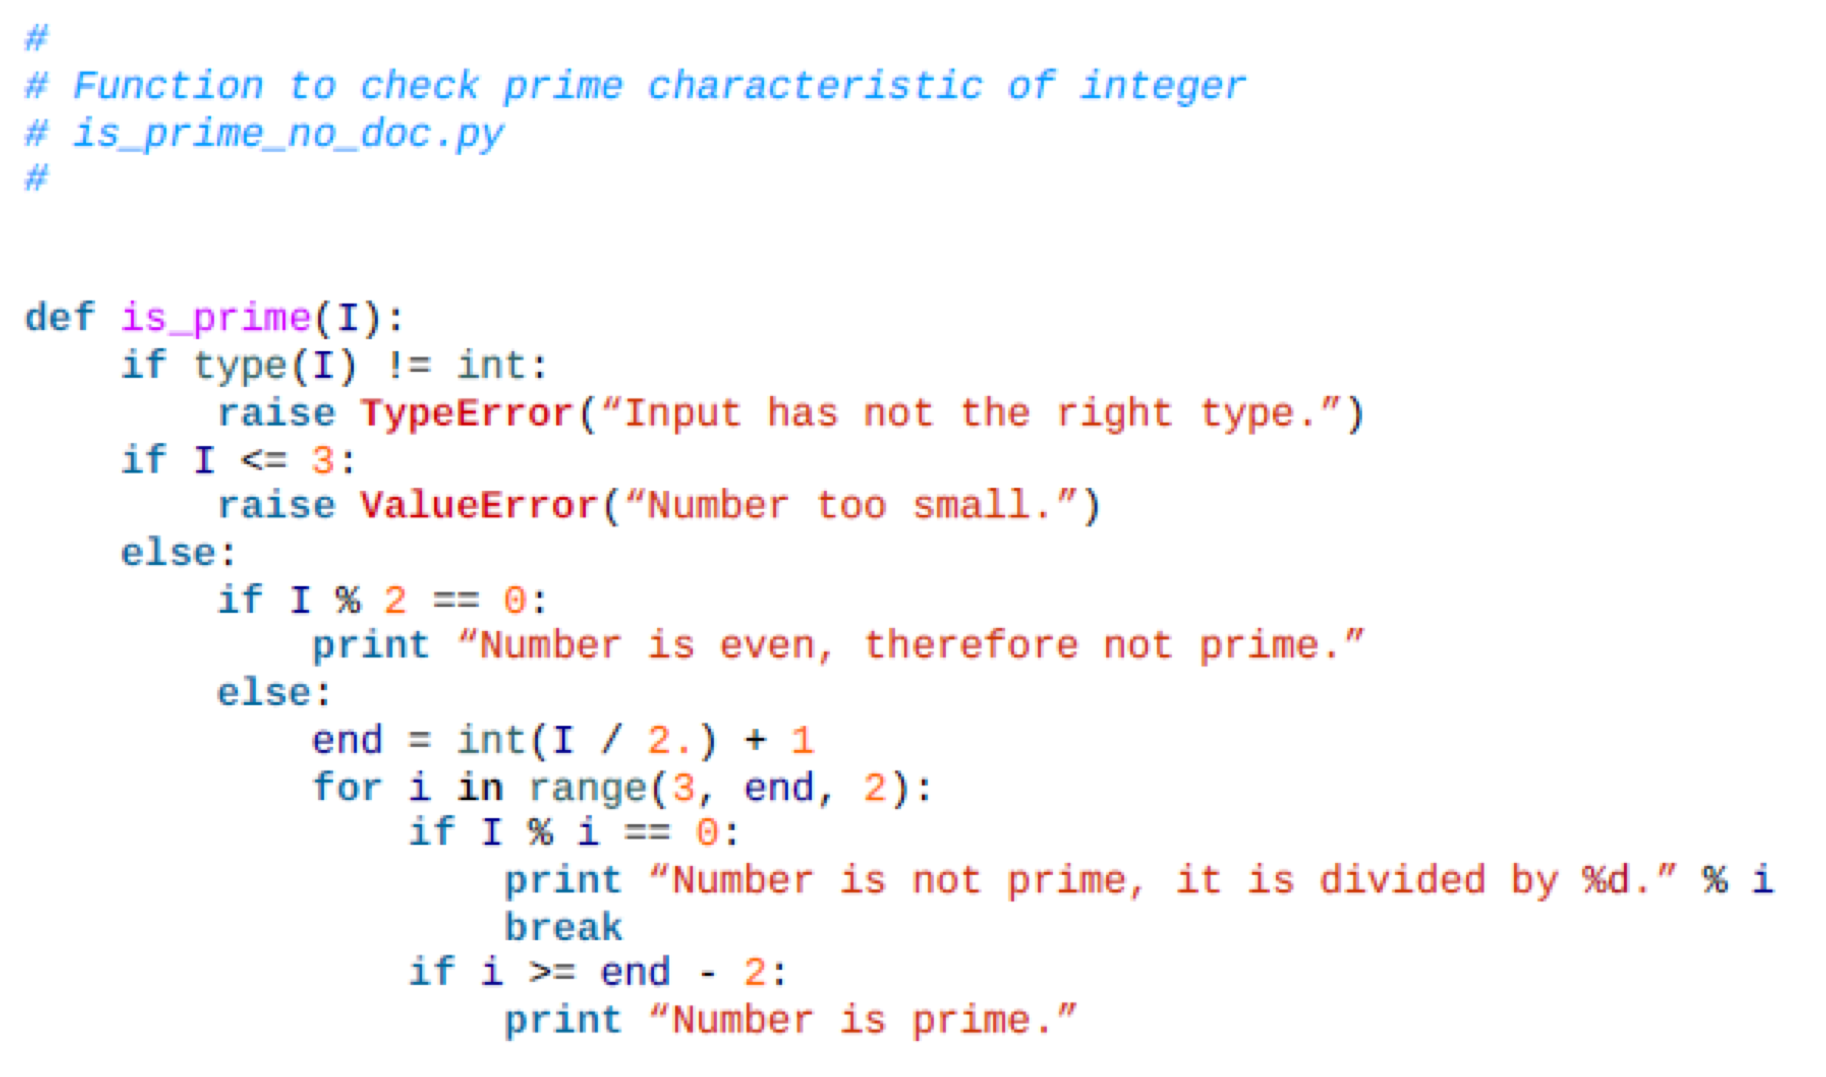 #
# Function to check prime characteristic of integer
# is_prime_no_doc.py
#
def is_prime(I):
    if type(I) != int:
        raise TypeError(“Input has not the right type.”)
    if I <= 3:
        raise ValueError(“Number too small.”)
    else:
        if I % 2 == 0:
            print “Number is even, therefore not prime.”
        else:
            end = int(I / 2.) + 1
            for i in range(3, end, 2):
                if I % i == 0:
                    print “Number is not prime, it is divided by %d.” % i
                    break
                if i >= end - 2:
                    print “Number is prime.”